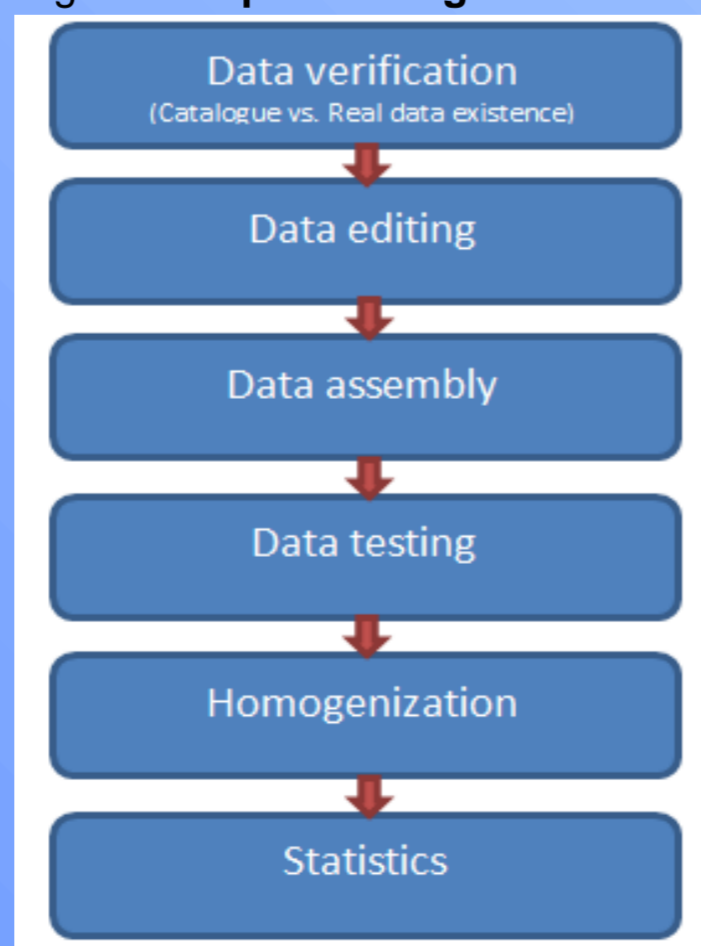 Data verification
(Catalogue vs. Real data existence)
Data editing
Data assembly
Data testing
Homogenization
Statistics